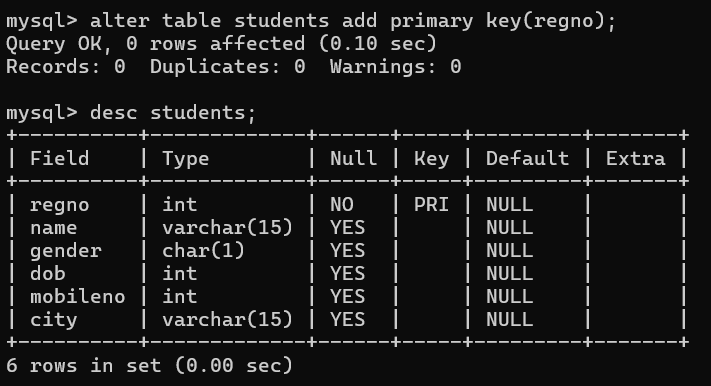 mysql> alter table students add primary key(regno);
Query OK, 0 rows affected (0.10 sec)
Records: 0  Duplicates: 0  Warnings: 0

mysql> desc students;
+----------+-------------+------+-----+---------+-------+
| Field    | Type        | Null | Key | Default | Extra |
+----------+-------------+------+-----+---------+-------+
| regno    | int         | NO   | PRI | NULL    |       |
| name     | varchar(15) | YES  |     | NULL    |       |
| gender   | char(1)     | YES  |     | NULL    |       |
| dob      | int         | YES  |     | NULL    |       |
| mobileno | int         | YES  |     | NULL    |       |
| city     | varchar(15) | YES  |     | NULL    |       |
+----------+-------------+------+-----+---------+-------+
6 rows in set (0.00 sec)